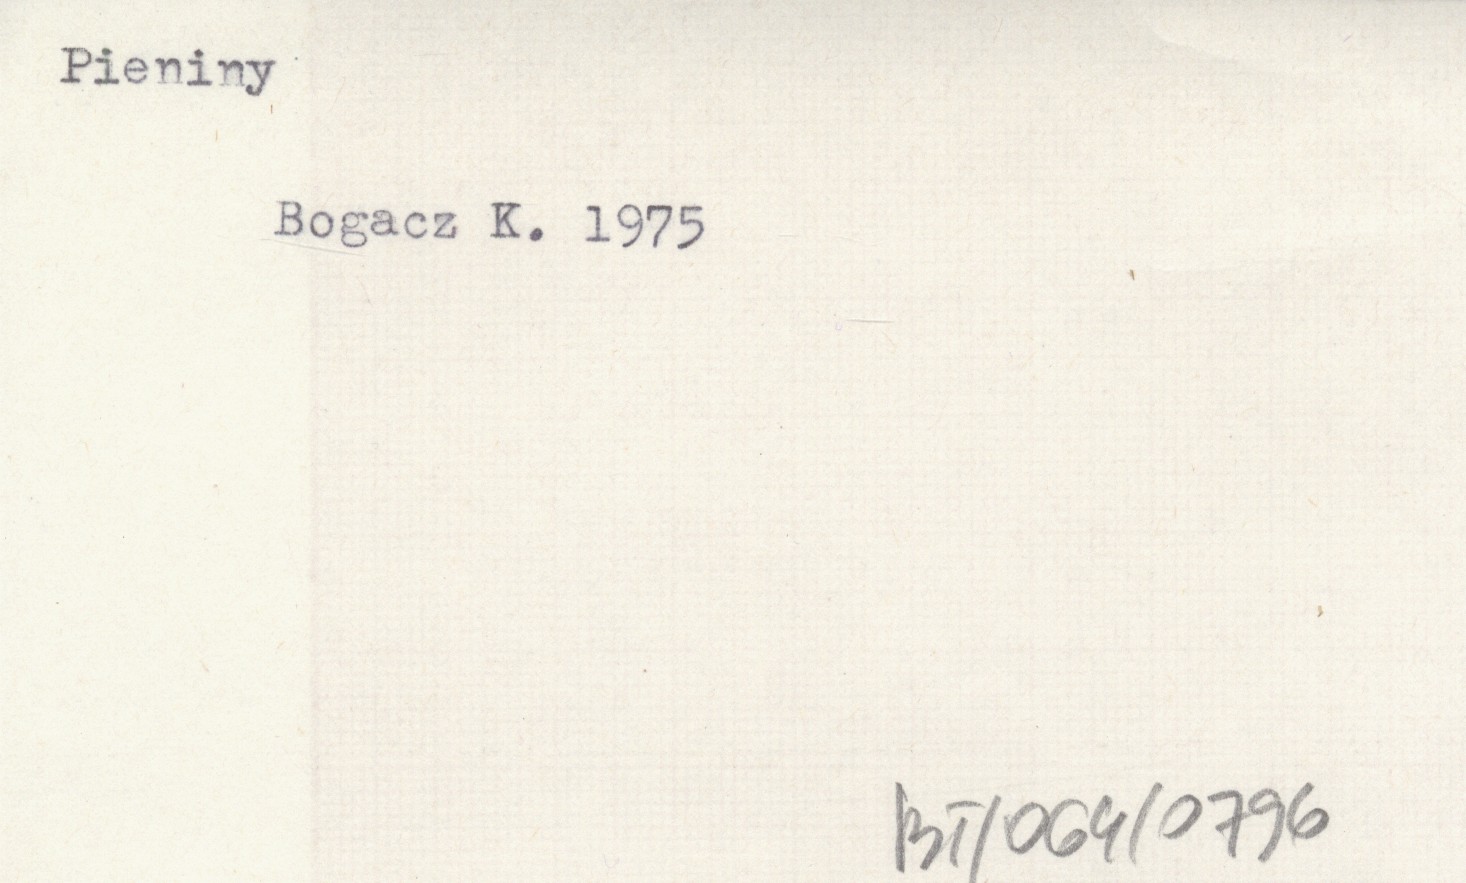 Pieniny
Bogacz K. 1975
BT/064/0796